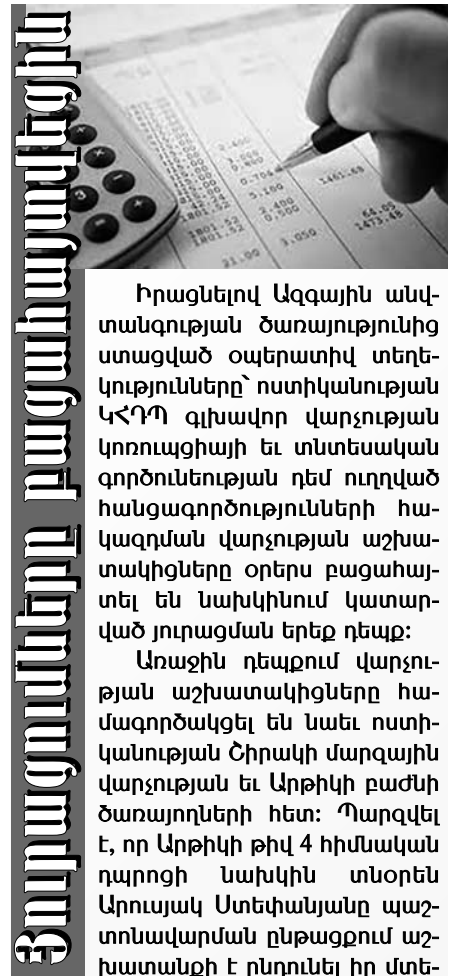 Յուրացումները բացահայտվեցին
Իրացնելով Ազգային անվ-
տանգության ծառայությունից
ստացված օպերատիվ տեղե-
կությունները՝ ոստիկանության
ԿՀԴՊ գլխավոր վարչության
կոռուպցիայի եւ տնտեսական
գործունեության դեմ ուղղված
հանցագործությունների հա-
կազդման վարչության աշխա-
տակիցները օրերս բացահայ-
տել են նախկինում կատար-
ված յուրացման երեք դեպք:
Առաջին դեպքում վարչու-
թյան աշխատակիցները հա-
մագործակցել են նաեւ ոստի-
կանության Շիրակի մարզային
վարչության եւ Արթիկի բաժնի
ծառայողների հետ: Պարզվել
է, որ Արթիկի թիվ 4 հիմնական
դպրոցի նախկին տնօրեն
Արուսյակ Ստեփանյանը պաշ-
տոնավարման ընթացքում աշ-
խատանքի է ընդունել իր մտե-